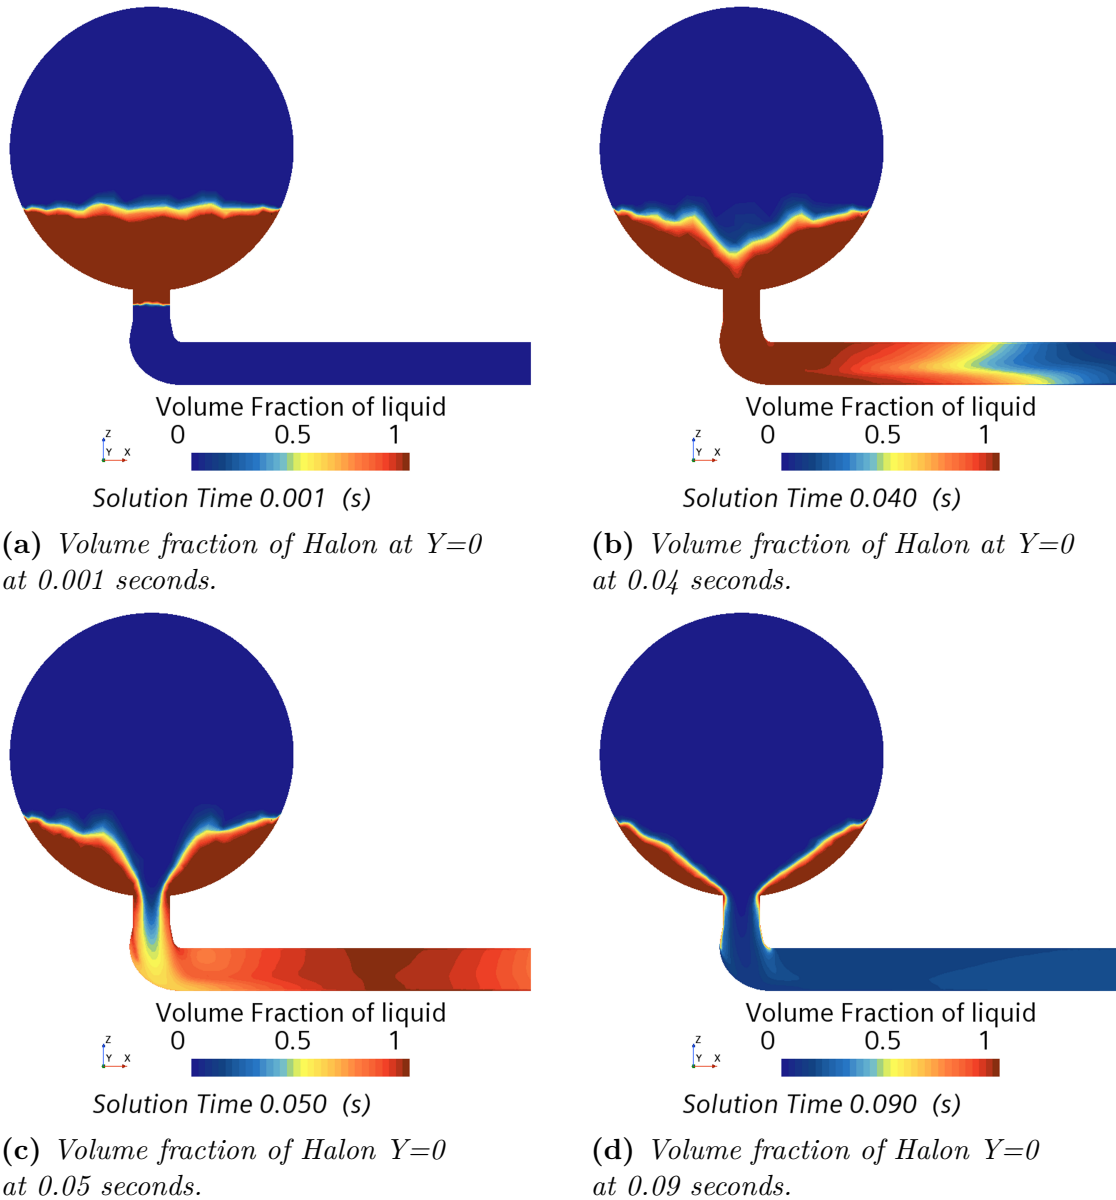 Volume Fraction of liquid
0 0.5 1
Z
Y X
Solution Time 0.001 (s)
(a) Volume fraction of Halon at Y=0
at 0.001 seconds.
Volume Fraction of liquid
0 0.5 1
Z
Y X
Solution Time 0.040 (s)
(b) Volume fraction of Halon at Y=0
at 0.04 seconds.
Volume Fraction of liquid
0 0.5 1
Z
Y X
Solution Time 0.050 (s)
(c) Volume fraction of Halon Y=0
at 0.05 seconds.
Volume Fraction of liquid
0 0.5 1
Z
Y X
Solution Time 0.090 (s)
(d) Volume fraction of Halon Y=0
at 0.09 seconds.